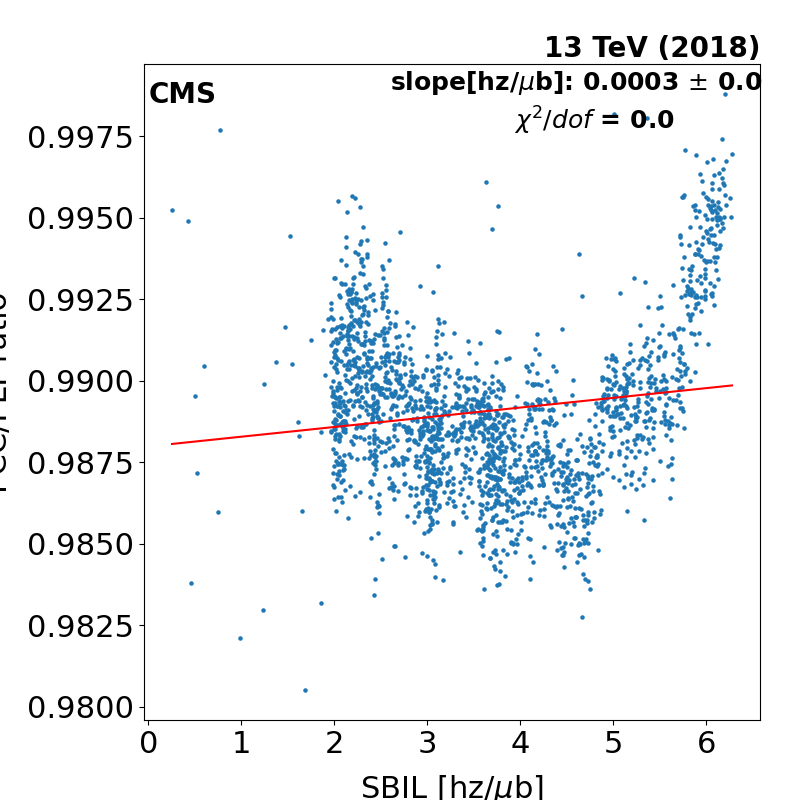 13 TeV (2018)
CMS
slope[hz/μb]: 0.0003 ± 0.0
χ²/dof = 0.0
0.9975
0.9950
0.9925
0.9900
0.9875
0.9850
0.9825
0.9800
ratio
0 1 2 3 4 5 6
SBIL [hz/μb]